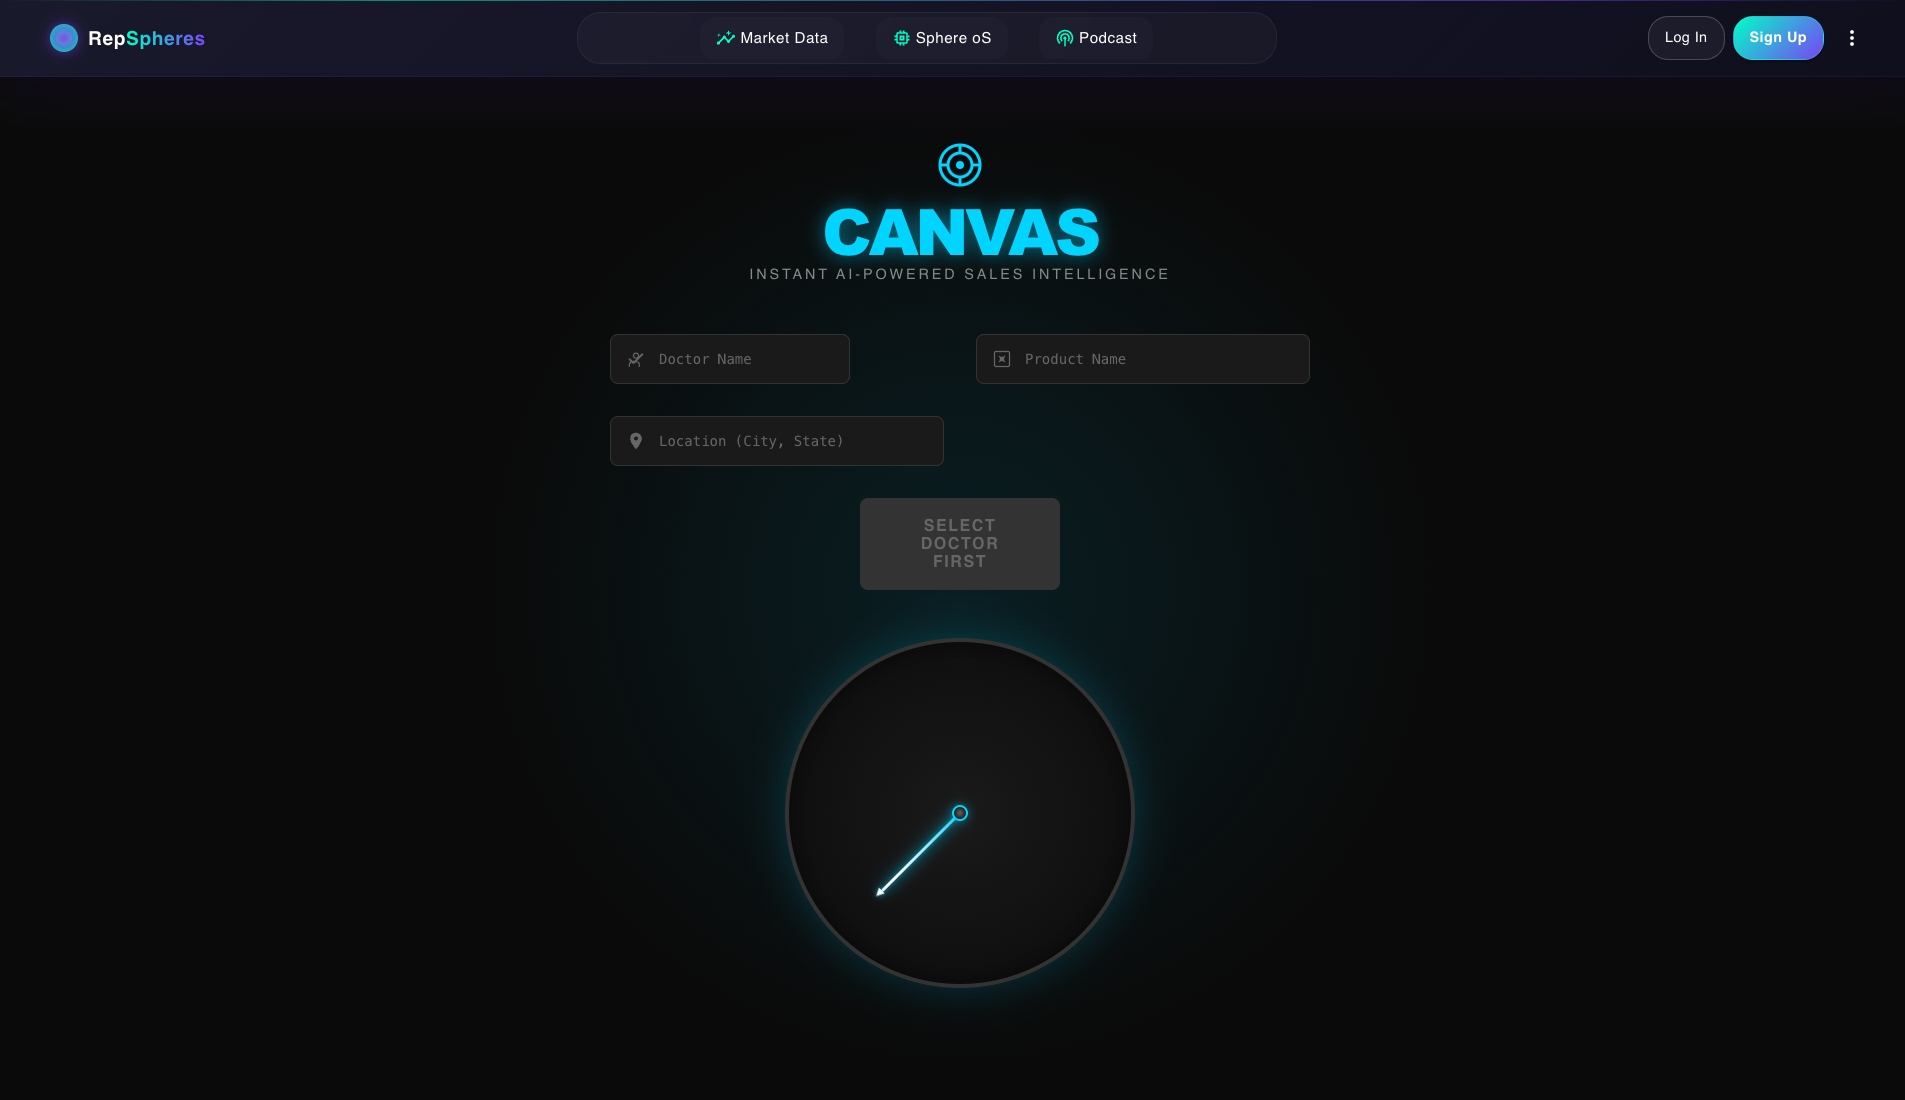 RepSpheres
Market Data
Sphere oS
Podcast
Log In
Sign Up
CANVAS
INSTANT AI-POWERED SALES INTELLIGENCE
Doctor Name
Product Name
Location (City, State)
SELECT
DOCTOR
FIRST